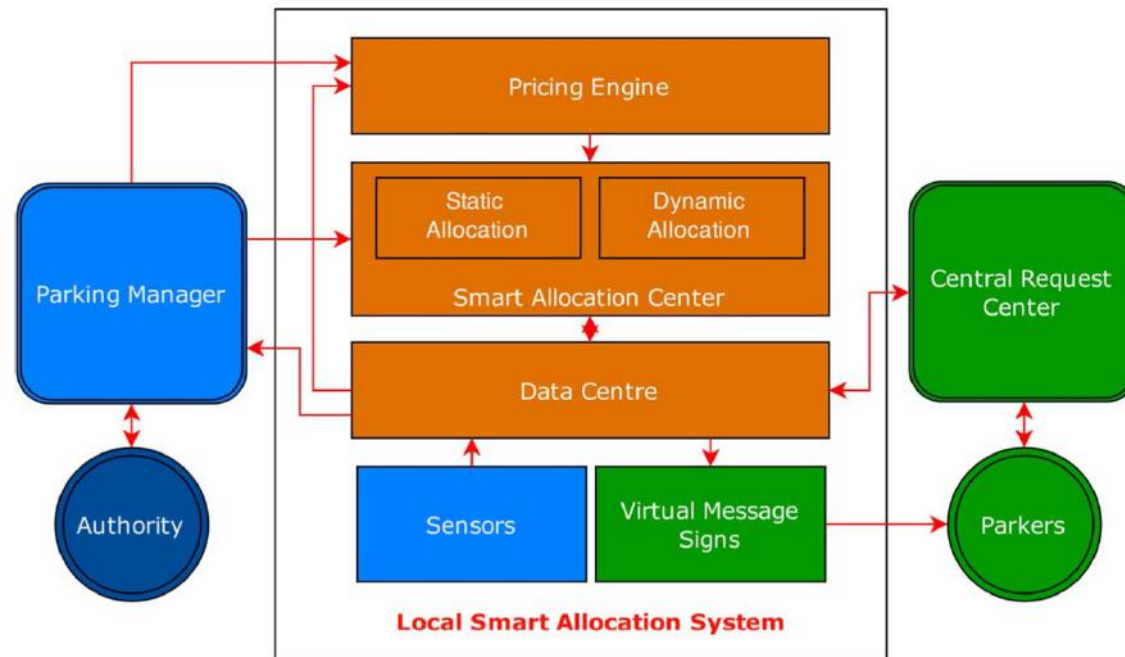 Pricing Engine
Static
Allocation
Dynamic
Allocation
Smart Allocation Center
Parking Manager
Central Request
Center
Data Centre
Authority
Sensors
Virtual Message
Signs
Parkers
Local Smart Allocation System